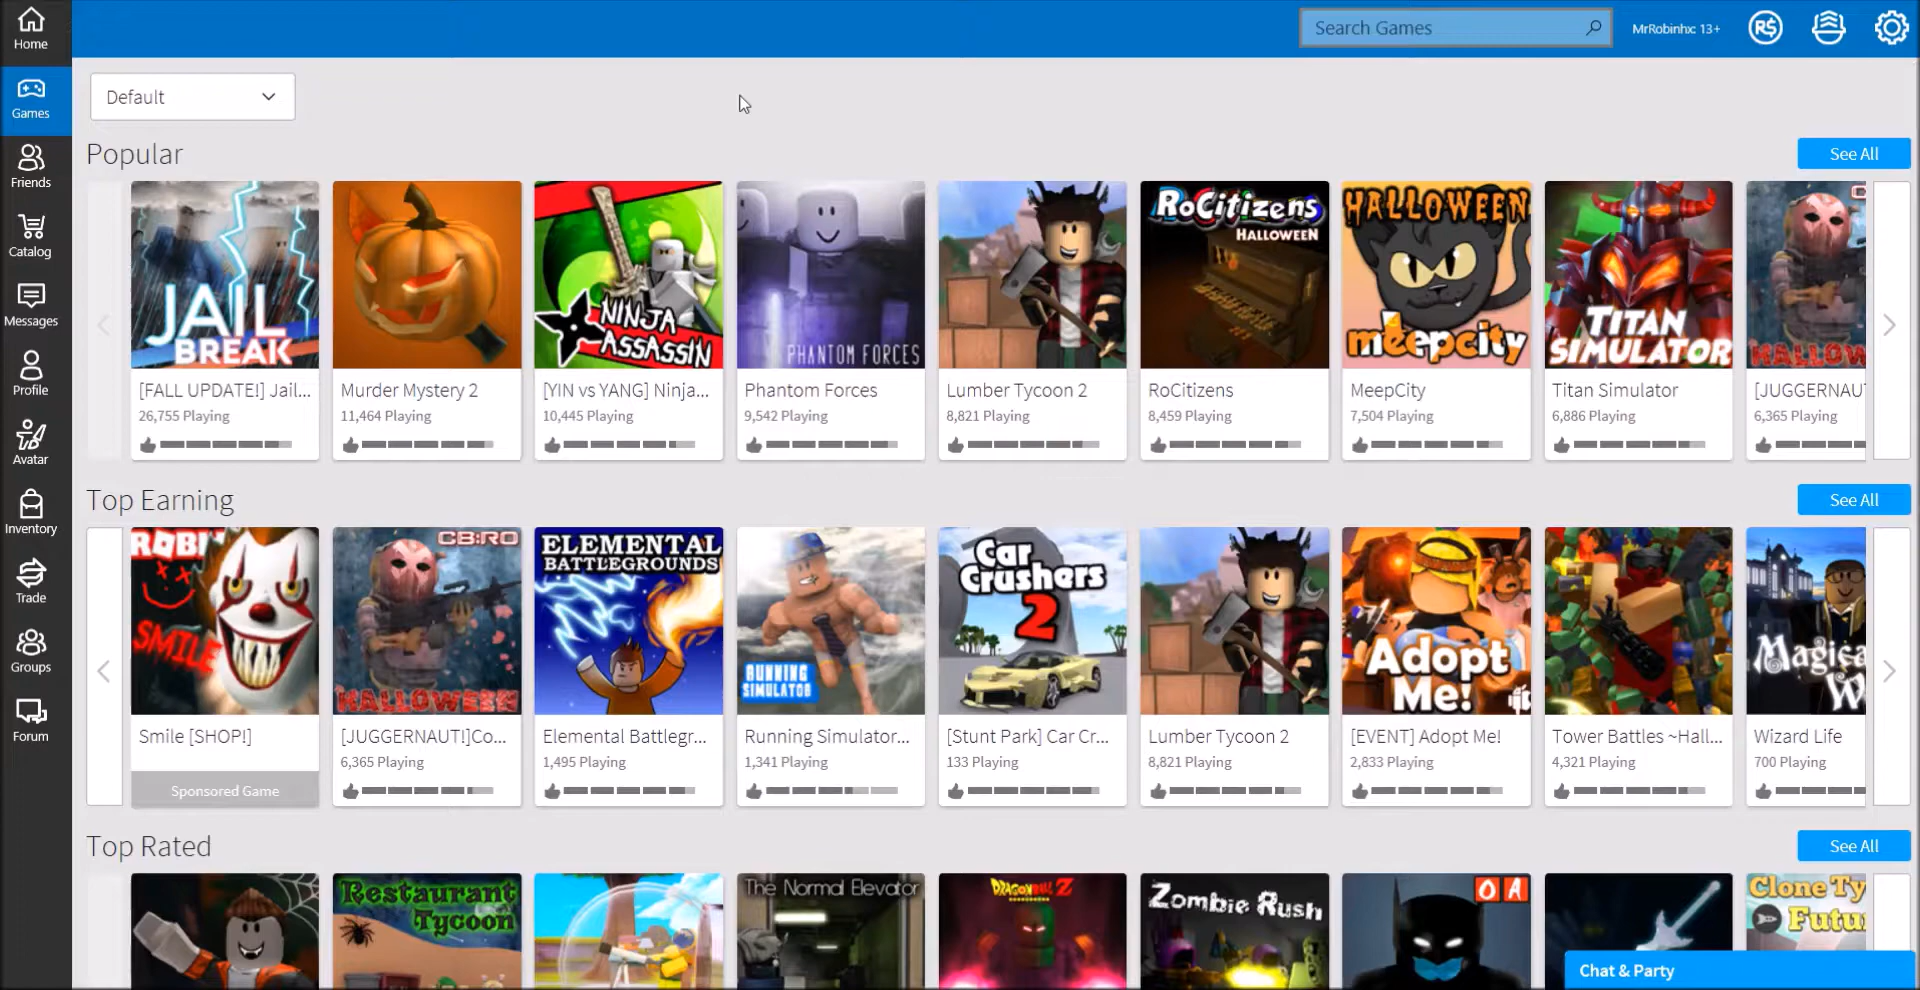 Home
Games
Friends
Catalog
Messages
Profile
Avatar
Inventory
Trade
Groups
Forum
Search Games
MrRobinhxc 13+
R$
Default
Popular
See All
JAIL
BREAK
[FALL UPDATE!] Jail...
26,755 Playing
Murder Mystery 2
11,464 Playing
NINJA
ASSASSIN
[YIN vs YANG] Ninja...
10,445 Playing
PHANTOM FORCES
Phantom Forces
9,542 Playing
Lumber Tycoon 2
8,821 Playing
RoCitizens
HALLOWEEN
RoCitizens
8,459 Playing
HALLOWEEN
meepcity
MeepCity
7,504 Playing
TITAN
SIMULATOR
Titan Simulator
6,886 Playing
HALLOW
[JUGGERNAUT
6,365 Playing
Top Earning
See All
SMILE
Smile [SHOP!]
Sponsored Game
CB:RO
HALLOWEEN
[JUGGERNAUT!]Co...
6,365 Playing
ELEMENTAL
BATTLEGROUNDS
Elemental Battlegr...
1,495 Playing
RUNNING
SIMULATOR
Running Simulator...
1,341 Playing
Car
Crushers
2
[Stunt Park] Car Cr...
133 Playing
Lumber Tycoon 2
8,821 Playing
Adopt
Me!
[EVENT] Adopt Me!
2,833 Playing
Tower Battles ~Hall...
4,321 Playing
Magica
W
Wizard Life
700 Playing
Top Rated
See All
Restaurant
Tycoon
The Normal Elevator
DRAGONBALL Z
Zombie Rush
O A
Clone Ty
Futu
Chat & Party